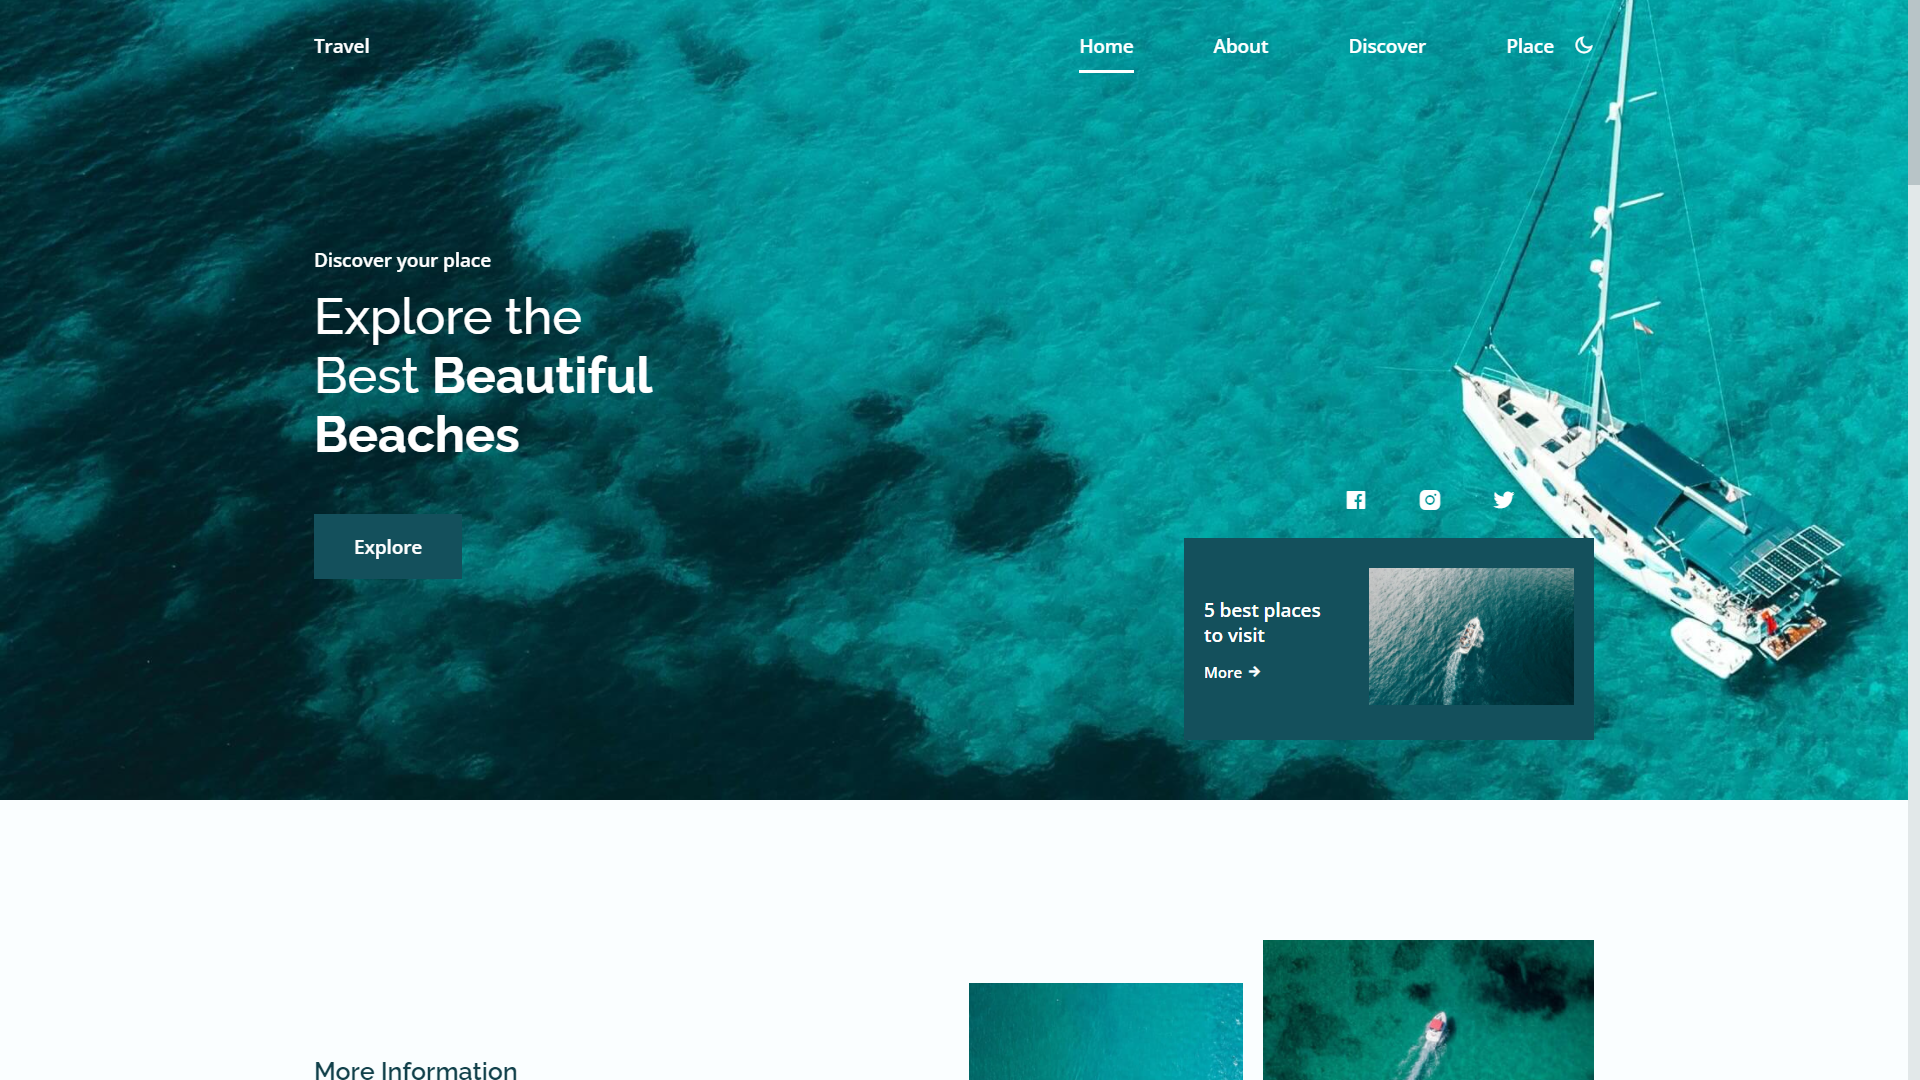 Travel
Home
About
Discover
Place
Discover your place
Explore the
Best Beautiful
Beaches
Explore
5 best places
to visit
More
More Information